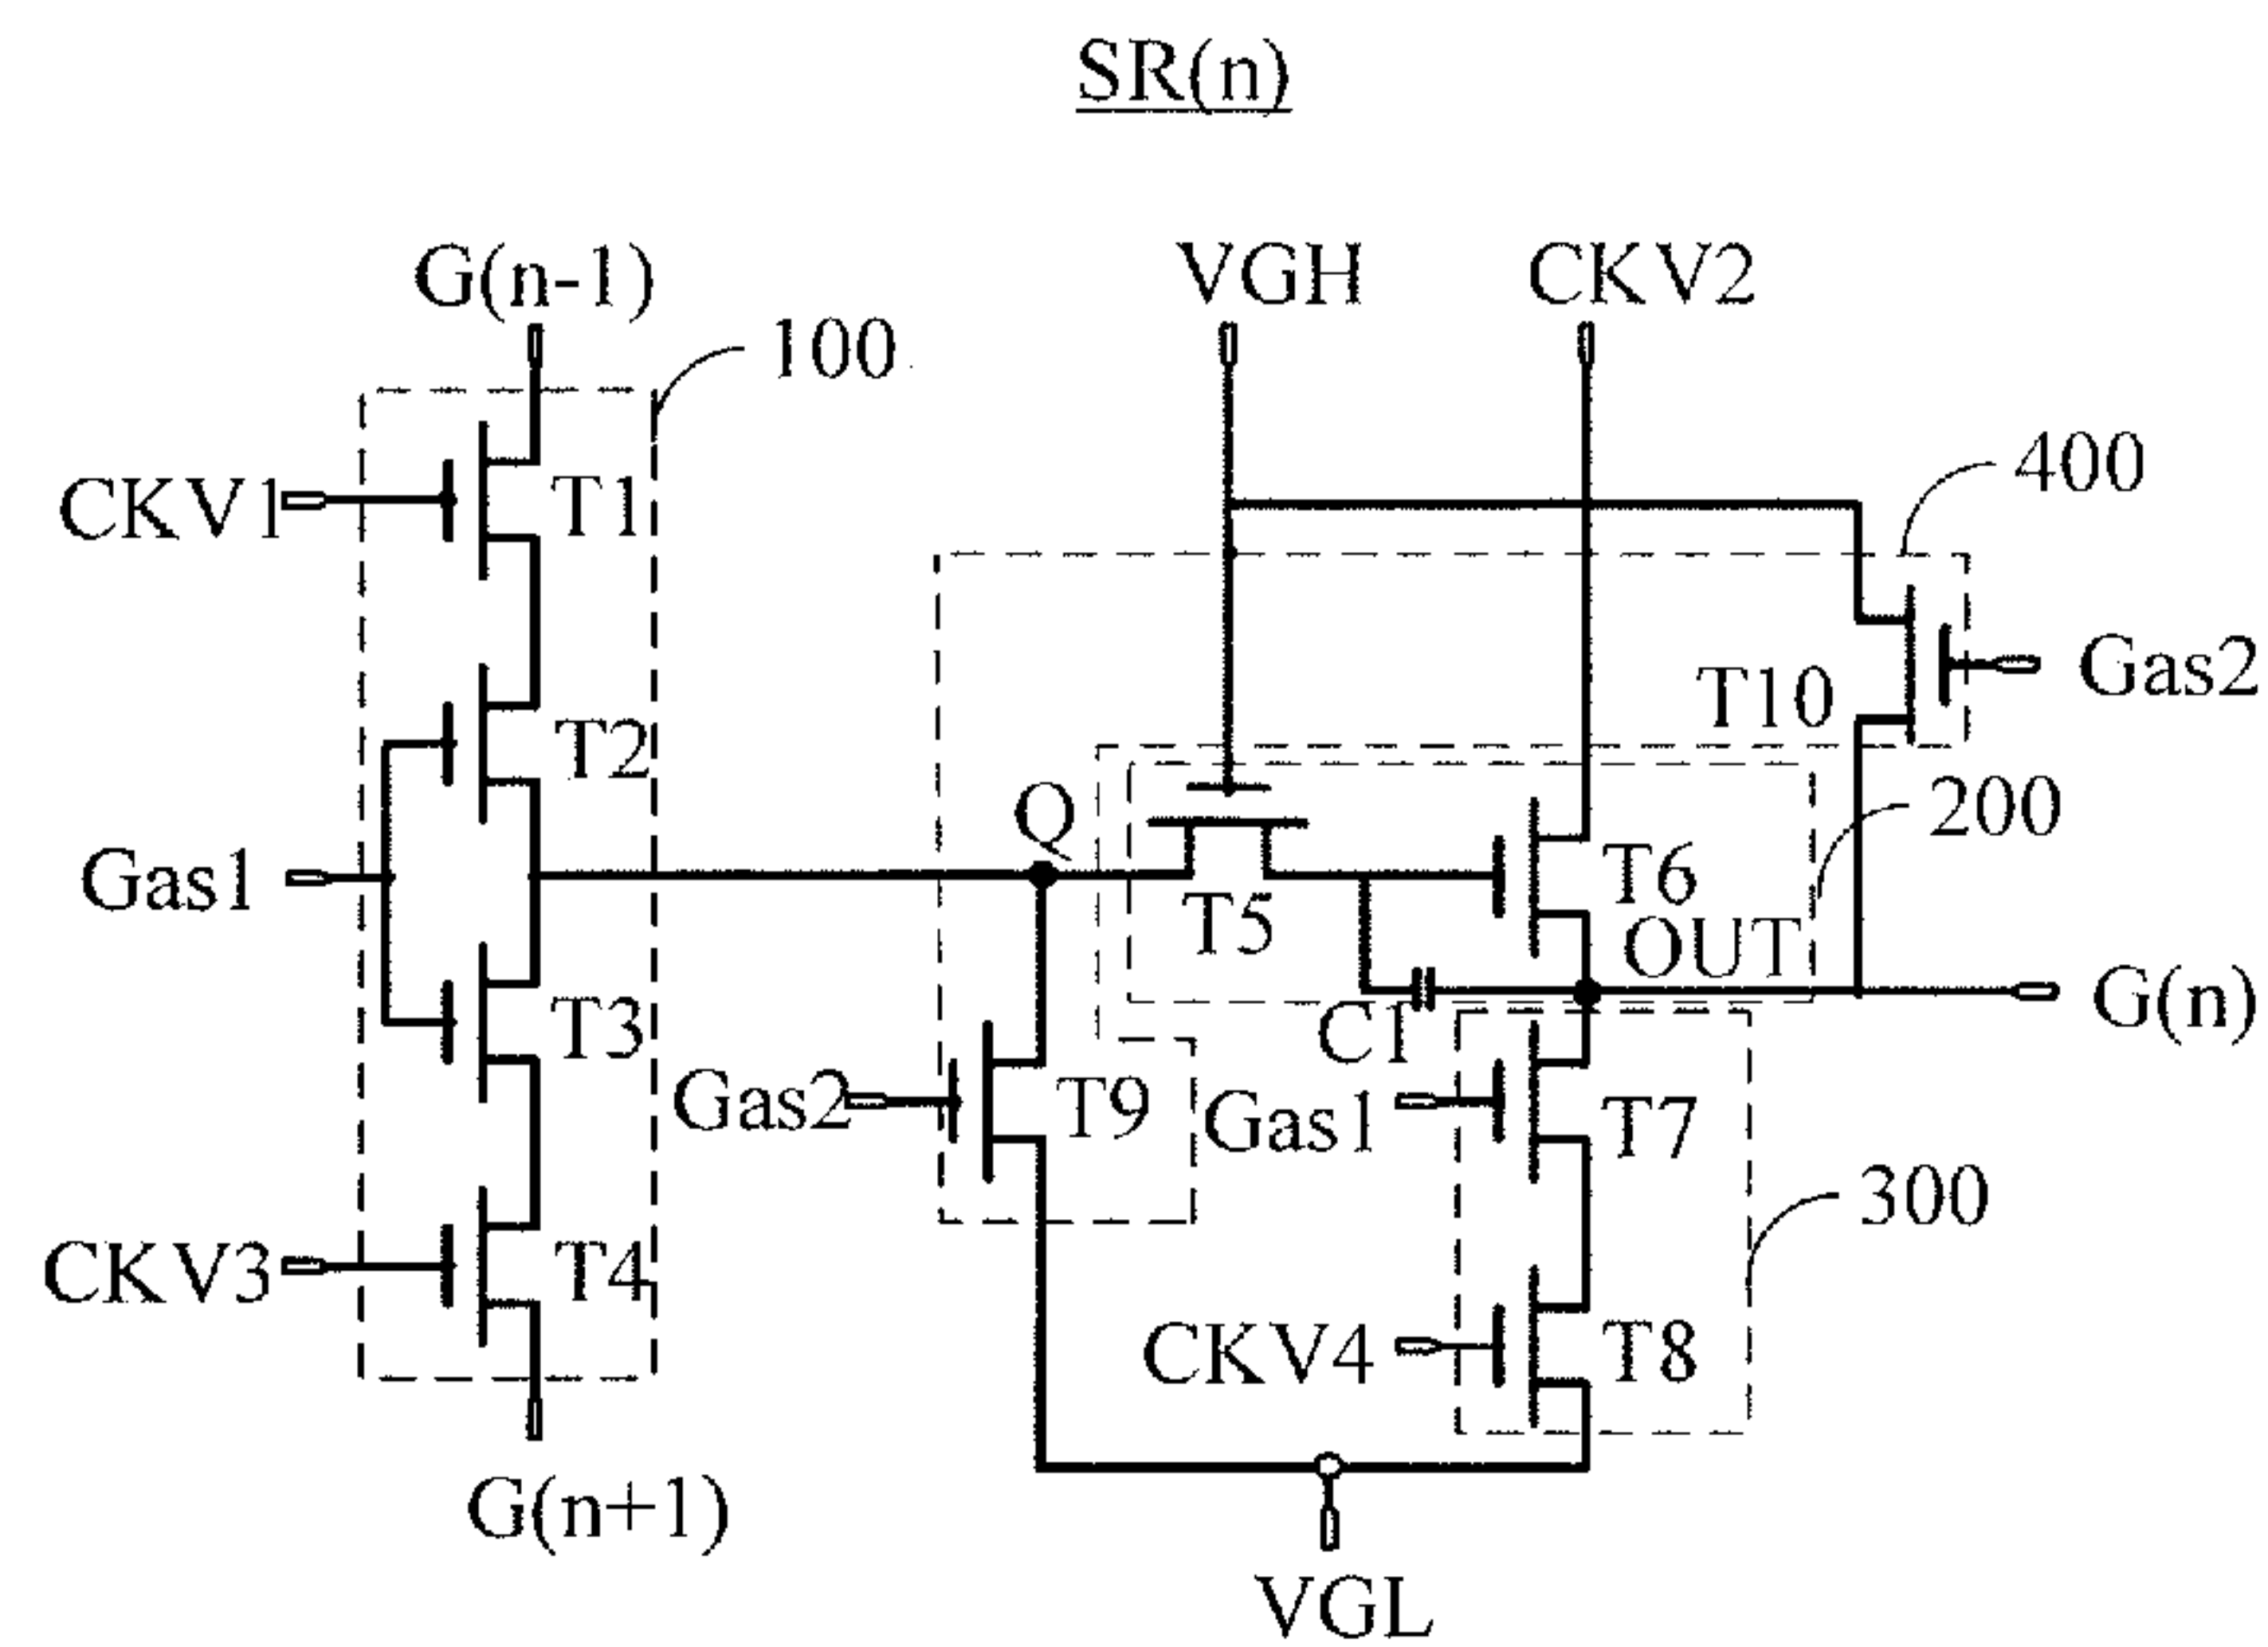 SR(n)
G(n-1)
VGH
CKV2
100
400
CKV1
T1
Gas2
T10
T2
Q
200
Gas1
T6
T5
OUT
G(n)
T3
C1
Gas2
T9
Gas1
T7
300
CKV3
T4
CKV4
T8
G(n+1)
VGL